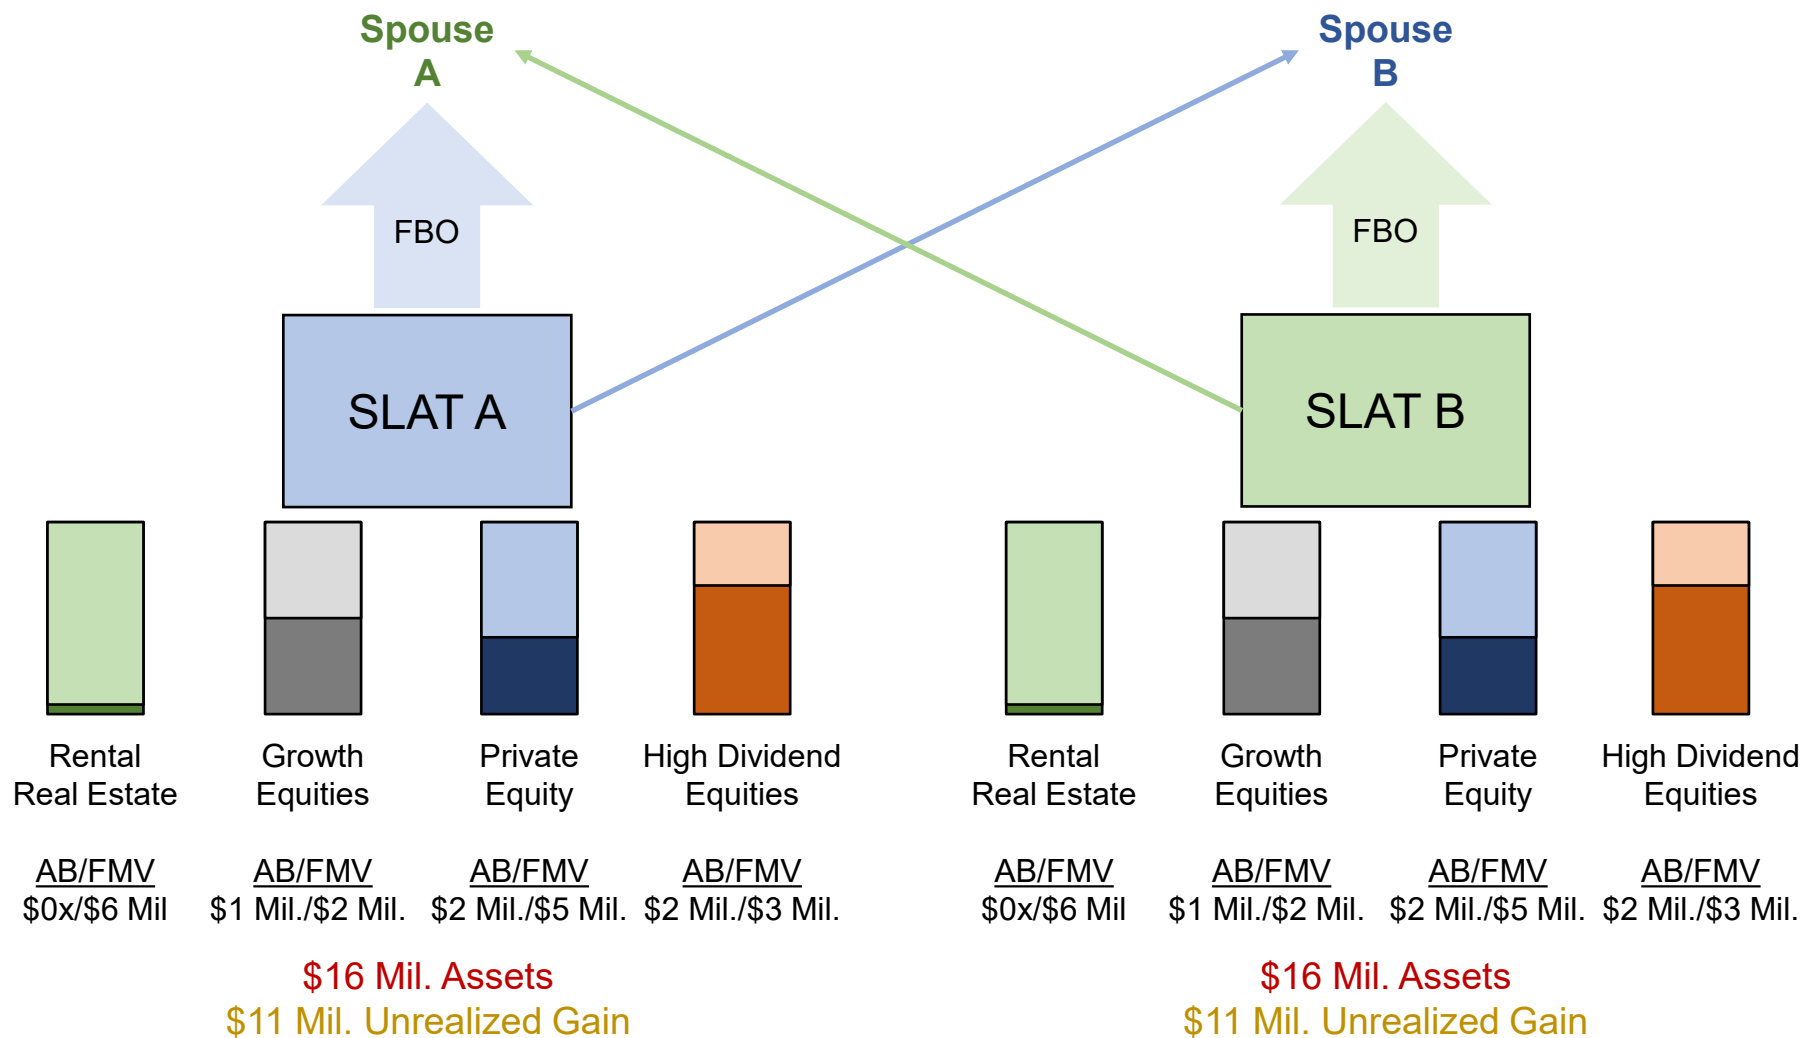 Spouse
A
Spouse
B
FBO
FBO
SLAT A
SLAT B
Rental
Real Estate
Growth
Equities
Private
Equity
High Dividend
Equities
Rental
Real Estate
Growth
Equities
Private
Equity
High Dividend
Equities
AB/FMV
$0x/$6 Mil
AB/FMV
$1 Mil./$2 Mil.
AB/FMV
$2 Mil./$5 Mil.
AB/FMV
$2 Mil./$3 Mil.
AB/FMV
$0x/$6 Mil
AB/FMV
$1 Mil./$2 Mil.
AB/FMV
$2 Mil./$5 Mil.
AB/FMV
$2 Mil./$3 Mil.
$16 Mil. Assets
$11 Mil. Unrealized Gain
$16 Mil. Assets
$11 Mil. Unrealized Gain